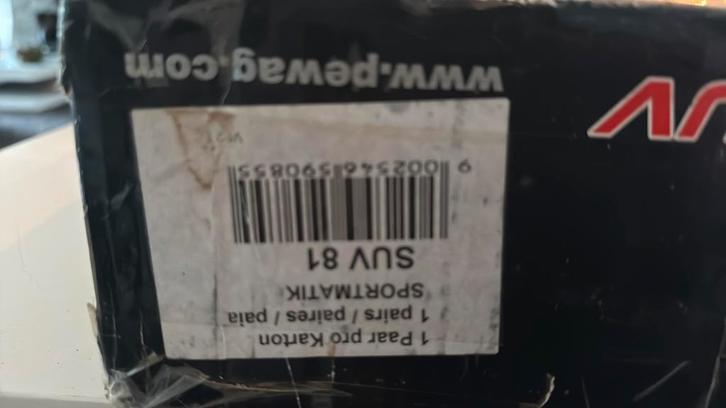 1 Paar pro Karton
1 pairs / paires / paia
SPORTMATIK
SUV 81
9 002546 590855
www.pewag.com